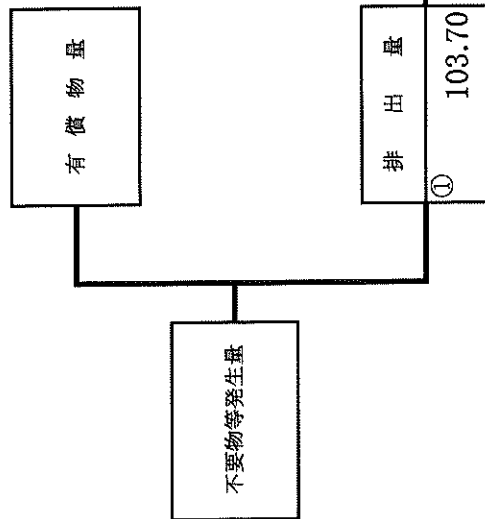 有償物量
不要物等発生量
排出量
①
103.70